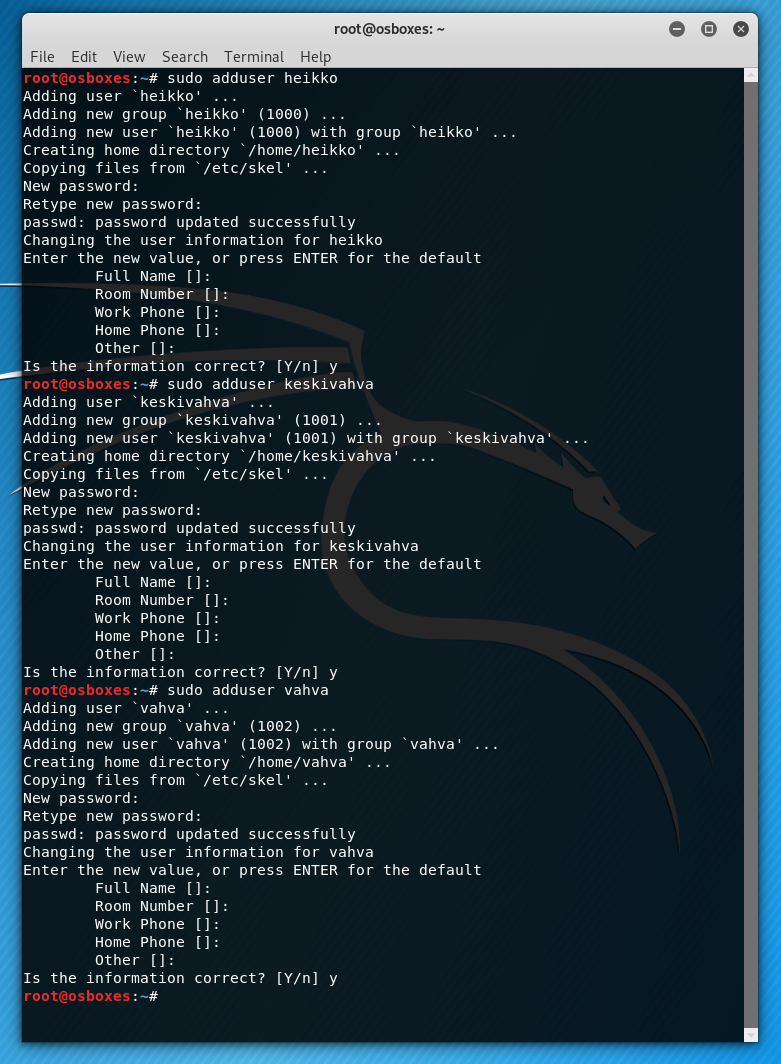 root@osboxes: ~
File Edit View Search Terminal Help
root@osboxes:~# sudo adduser heikko
Adding user `heikko' ...
Adding new group `heikko' (1000) ...
Adding new user `heikko' (1000) with group `heikko' ...
Creating home directory `/home/heikko' ...
Copying files from `/etc/skel' ...
New password:
Retype new password:
passwd: password updated successfully
Changing the user information for heikko
Enter the new value, or press ENTER for the default
        Full Name []:
        Room Number []:
        Work Phone []:
        Home Phone []:
        Other []:
Is the information correct? [Y/n] y
root@osboxes:~# sudo adduser keskivahva
Adding user `keskivahva' ...
Adding new group `keskivahva' (1001) ...
Adding new user `keskivahva' (1001) with group `keskivahva' ...
Creating home directory `/home/keskivahva' ...
Copying files from `/etc/skel' ...
New password:
Retype new password:
passwd: password updated successfully
Changing the user information for keskivahva
Enter the new value, or press ENTER for the default
        Full Name []:
        Room Number []:
        Work Phone []:
        Home Phone []:
        Other []:
Is the information correct? [Y/n] y
root@osboxes:~# sudo adduser vahva
Adding user `vahva' ...
Adding new group `vahva' (1002) ...
Adding new user `vahva' (1002) with group `vahva' ...
Creating home directory `/home/vahva' ...
Copying files from `/etc/skel' ...
New password:
Retype new password:
passwd: password updated successfully
Changing the user information for vahva
Enter the new value, or press ENTER for the default
        Full Name []:
        Room Number []:
        Work Phone []:
        Home Phone []:
        Other []:
Is the information correct? [Y/n] y
root@osboxes:~#